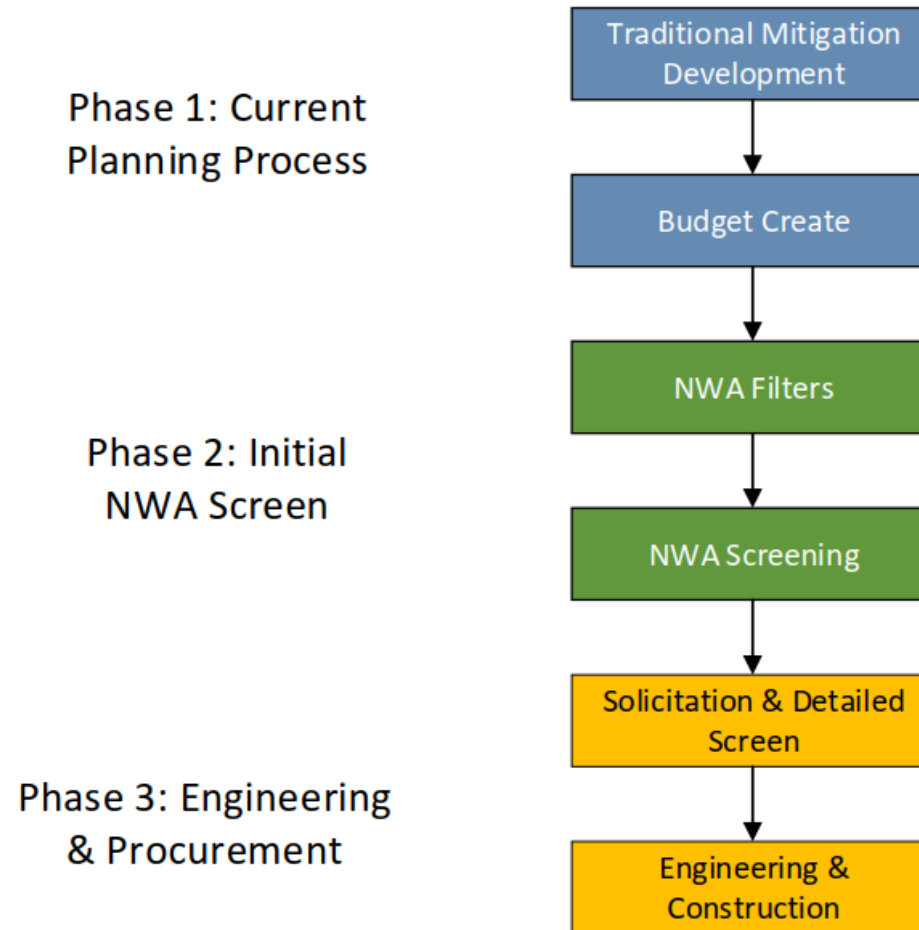 Traditional Mitigation
Development
Phase 1: Current
Planning Process
Budget Create
NWA Filters
Phase 2: Initial
NWA Screen
NWA Screening
Solicitation & Detailed
Screen
Phase 3: Engineering
& Procurement
Engineering &
Construction